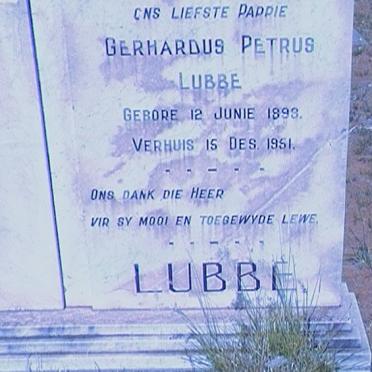 ONS LIEFSTE PAPPIE
GERHARDUS PETRUS
LUBBE
GEBORE 12 JUNIE 1893.
VERHUIS 15 DES. 1951.
- - - - -
ONS DANK DIE HEER
VIR SY MOOI EN TOEGEWYDE LEWE.
- - - - -
LUBBE